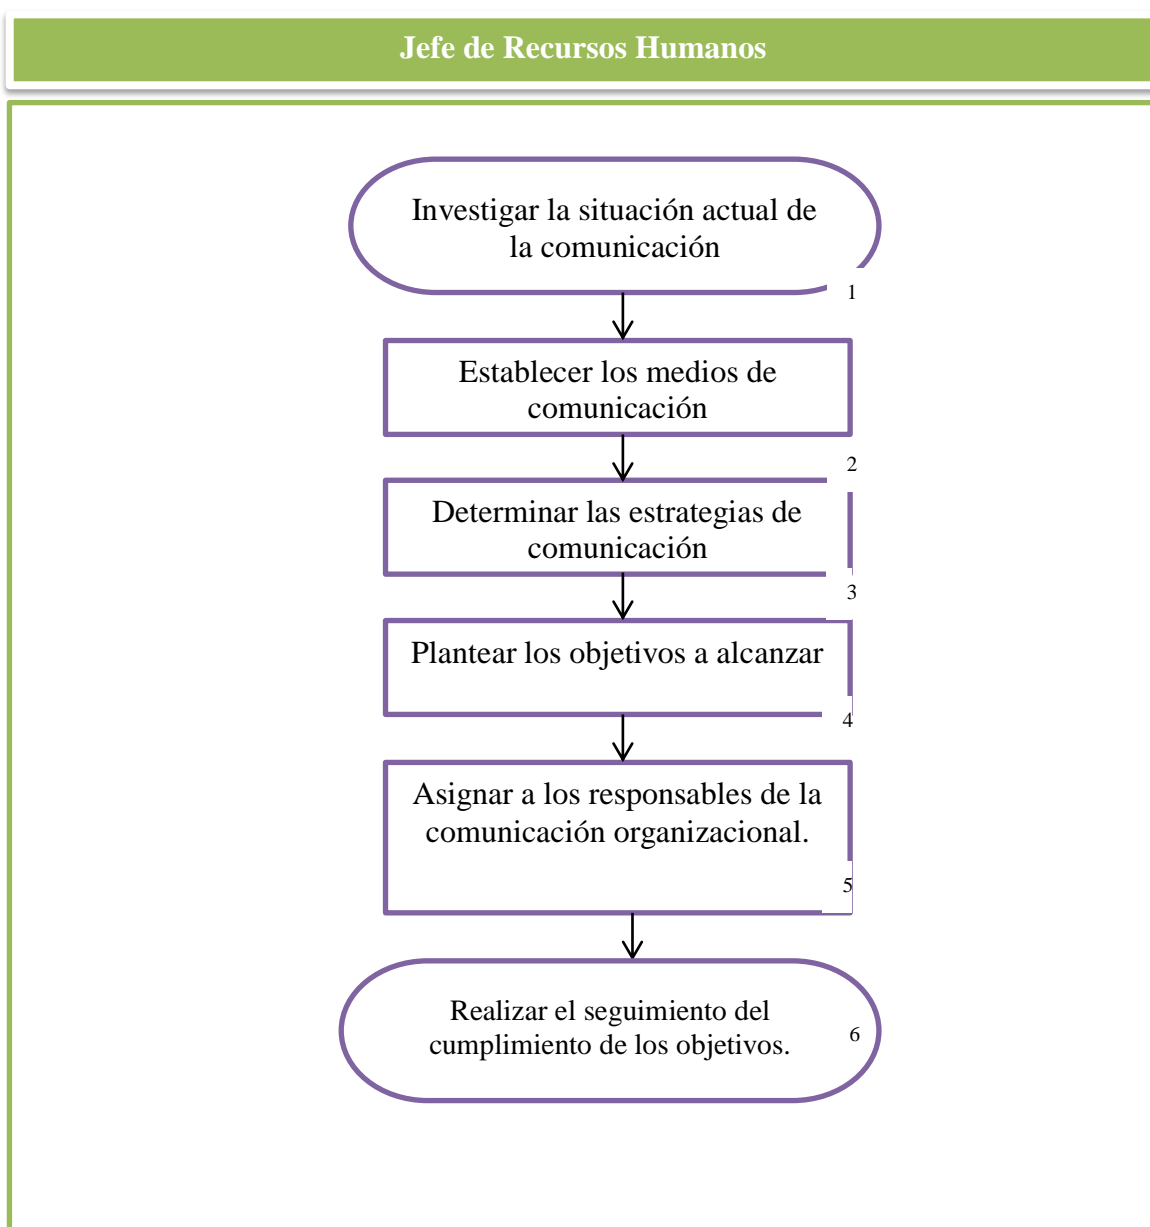 Jefe de Recursos Humanos
Investigar la situación actual de
la comunicación
1
Establecer los medios de
comunicación
2
Determinar las estrategias de
comunicación
3
Plantear los objetivos a alcanzar
4
Asignar a los responsables de la
comunicación organizacional.
5
Realizar el seguimiento del
cumplimiento de los objetivos.
6